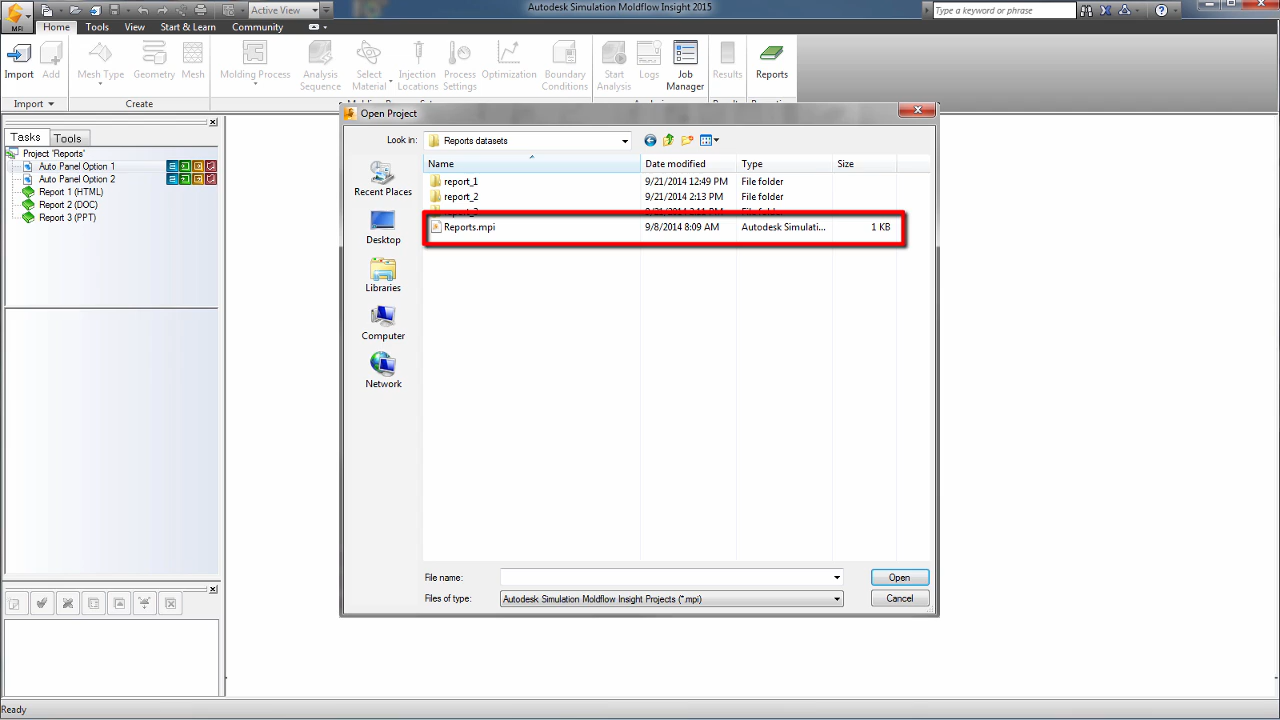 Autodesk Simulation Moldflow Insight 2015
Active View
Type a keyword or phrase
MFI
Home Tools View Start & Learn Community
Import Add Mesh Type Geometry Mesh Molding Process Analysis Sequence Select Material Injection Locations Process Settings Optimization Boundary Conditions Start Analysis Logs Job Manager Results Reports
Import Create
Tasks Tools
Project 'Reports'
Auto Panel Option 1
Auto Panel Option 2
Report 1 (HTML)
Report 2 (DOC)
Report 3 (PPT)
Open Project
Look in: Reports datasets
Name Date modified Type Size
report_1 9/21/2014 12:49 PM File folder
report_2 9/21/2014 2:13 PM File folder
Reports.mpi 9/8/2014 8:09 AM Autodesk Simulati... 1 KB
Recent Places
Desktop
Libraries
Computer
Network
File name:
Open
Files of type: Autodesk Simulation Moldflow Insight Projects (*.mpi)
Cancel
Ready